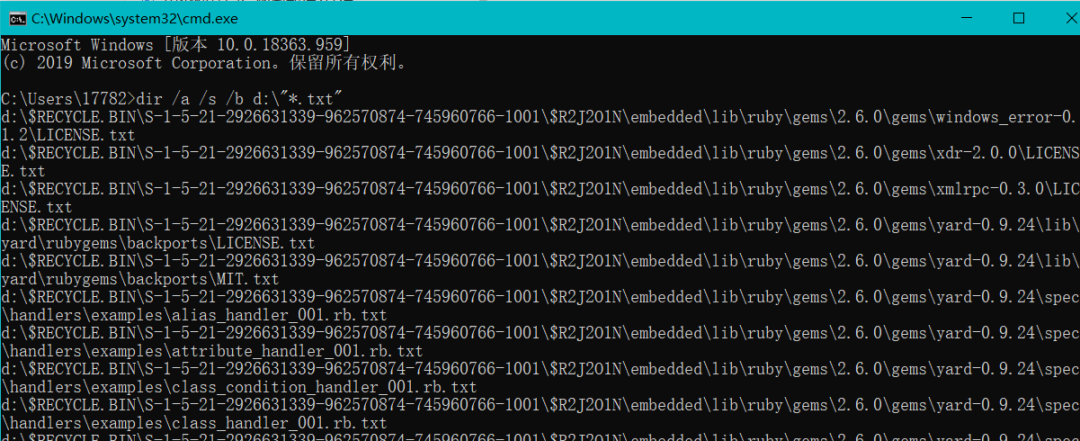 C:\Windows\system32\cmd.exe
Microsoft Windows [版本 10.0.18363.959]
(c) 2019 Microsoft Corporation。保留所有权利。
C:\Users\17782>dir /a /s /b d:\"*.txt"
d:\$RECYCLE.BIN\S-1-5-21-2926631339-962570874-745960766-1001\$R2J2O1N\embedded\lib\ruby\gems\2.6.0\gems\windows_error-0.
1.2\LICENSE.txt
d:\$RECYCLE.BIN\S-1-5-21-2926631339-962570874-745960766-1001\$R2J2O1N\embedded\lib\ruby\gems\2.6.0\gems\xdr-2.0.0\LICENS
E.txt
d:\$RECYCLE.BIN\S-1-5-21-2926631339-962570874-745960766-1001\$R2J2O1N\embedded\lib\ruby\gems\2.6.0\gems\xmlrpc-0.3.0\LIC
ENSE.txt
d:\$RECYCLE.BIN\S-1-5-21-2926631339-962570874-745960766-1001\$R2J2O1N\embedded\lib\ruby\gems\2.6.0\gems\yard-0.9.24\lib\
yard\rubygems\backports\LICENSE.txt
d:\$RECYCLE.BIN\S-1-5-21-2926631339-962570874-745960766-1001\$R2J2O1N\embedded\lib\ruby\gems\2.6.0\gems\yard-0.9.24\lib\
yard\rubygems\backports\MIT.txt
d:\$RECYCLE.BIN\S-1-5-21-2926631339-962570874-745960766-1001\$R2J2O1N\embedded\lib\ruby\gems\2.6.0\gems\yard-0.9.24\spec
\handlers\examples\alias_handler_001.rb.txt
d:\$RECYCLE.BIN\S-1-5-21-2926631339-962570874-745960766-1001\$R2J2O1N\embedded\lib\ruby\gems\2.6.0\gems\yard-0.9.24\spec
\handlers\examples\attribute_handler_001.rb.txt
d:\$RECYCLE.BIN\S-1-5-21-2926631339-962570874-745960766-1001\$R2J2O1N\embedded\lib\ruby\gems\2.6.0\gems\yard-0.9.24\spec
\handlers\examples\class_condition_handler_001.rb.txt
d:\$RECYCLE.BIN\S-1-5-21-2926631339-962570874-745960766-1001\$R2J2O1N\embedded\lib\ruby\gems\2.6.0\gems\yard-0.9.24\spec
\handlers\examples\class_handler_001.rb.txt